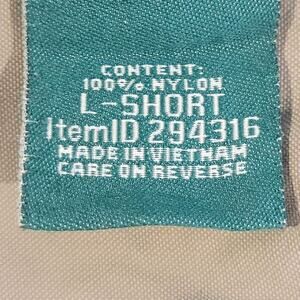 CONTENT:
100% NYLON
L-SHORT
ItemID 294316
MADE IN VIETNAM
CARE ON REVERSE